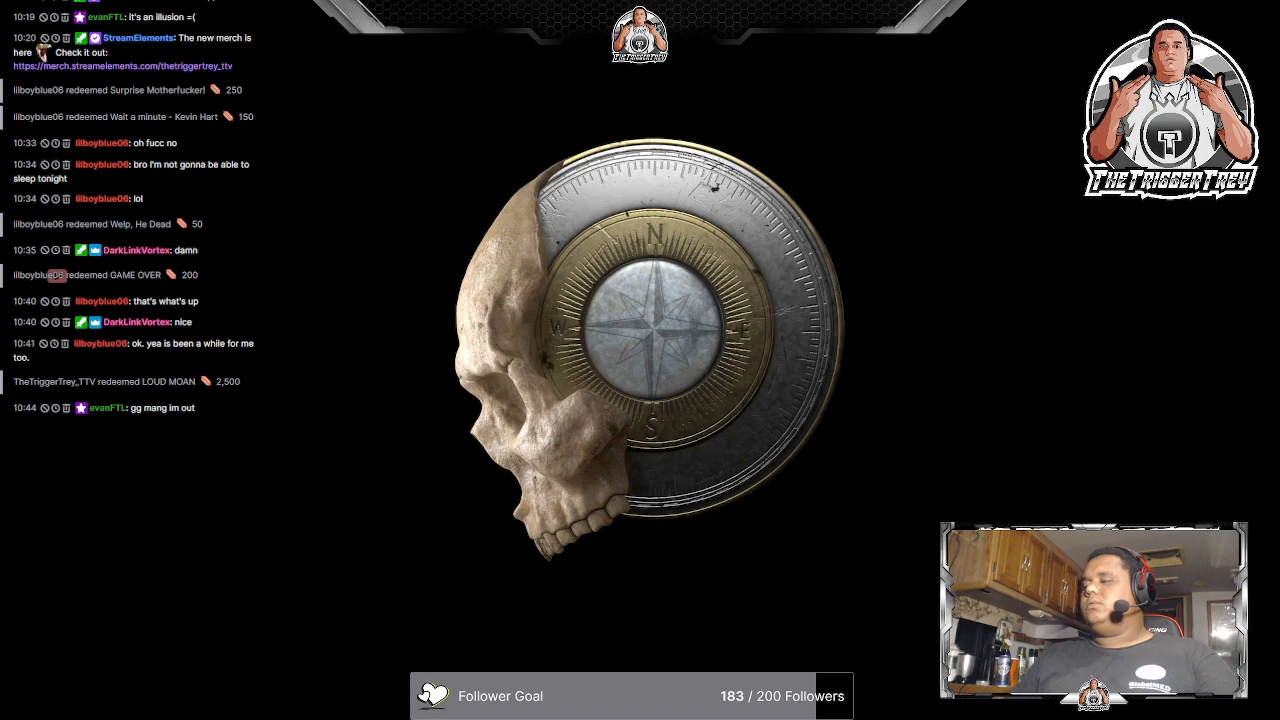 10:19 evanFTL: it's an illusion =(
10:20 StreamElements: The new merch is
here Check it out:
https://merch.streamelements.com/thetriggertrey_ttv
lilboyblue06 redeemed Surprise Motherfucker! 250
lilboyblue06 redeemed Wait a minute - Kevin Hart 150
10:33 lilboyblue06: oh fucc no
10:34 lilboyblue06: bro I'm not gonna be able to
sleep tonight
10:34 lilboyblue06: lol
lilboyblue06 redeemed Welp, He Dead 50
10:35 DarkLinkVortex: damn
lilboyblue06 redeemed GAME OVER 200
10:40 lilboyblue06: that's what's up
10:40 DarkLinkVortex: nice
10:41 lilboyblue06: ok. yea is been a while for me
too.
TheTriggerTrey_TTV redeemed LOUD MOAN 2,500
10:44 evanFTL: gg mang im out
THETRIGGERTREY
N
W
E
S
T
THETRIGGERTREY
GlobalMED
Follower Goal 183 / 200 Followers